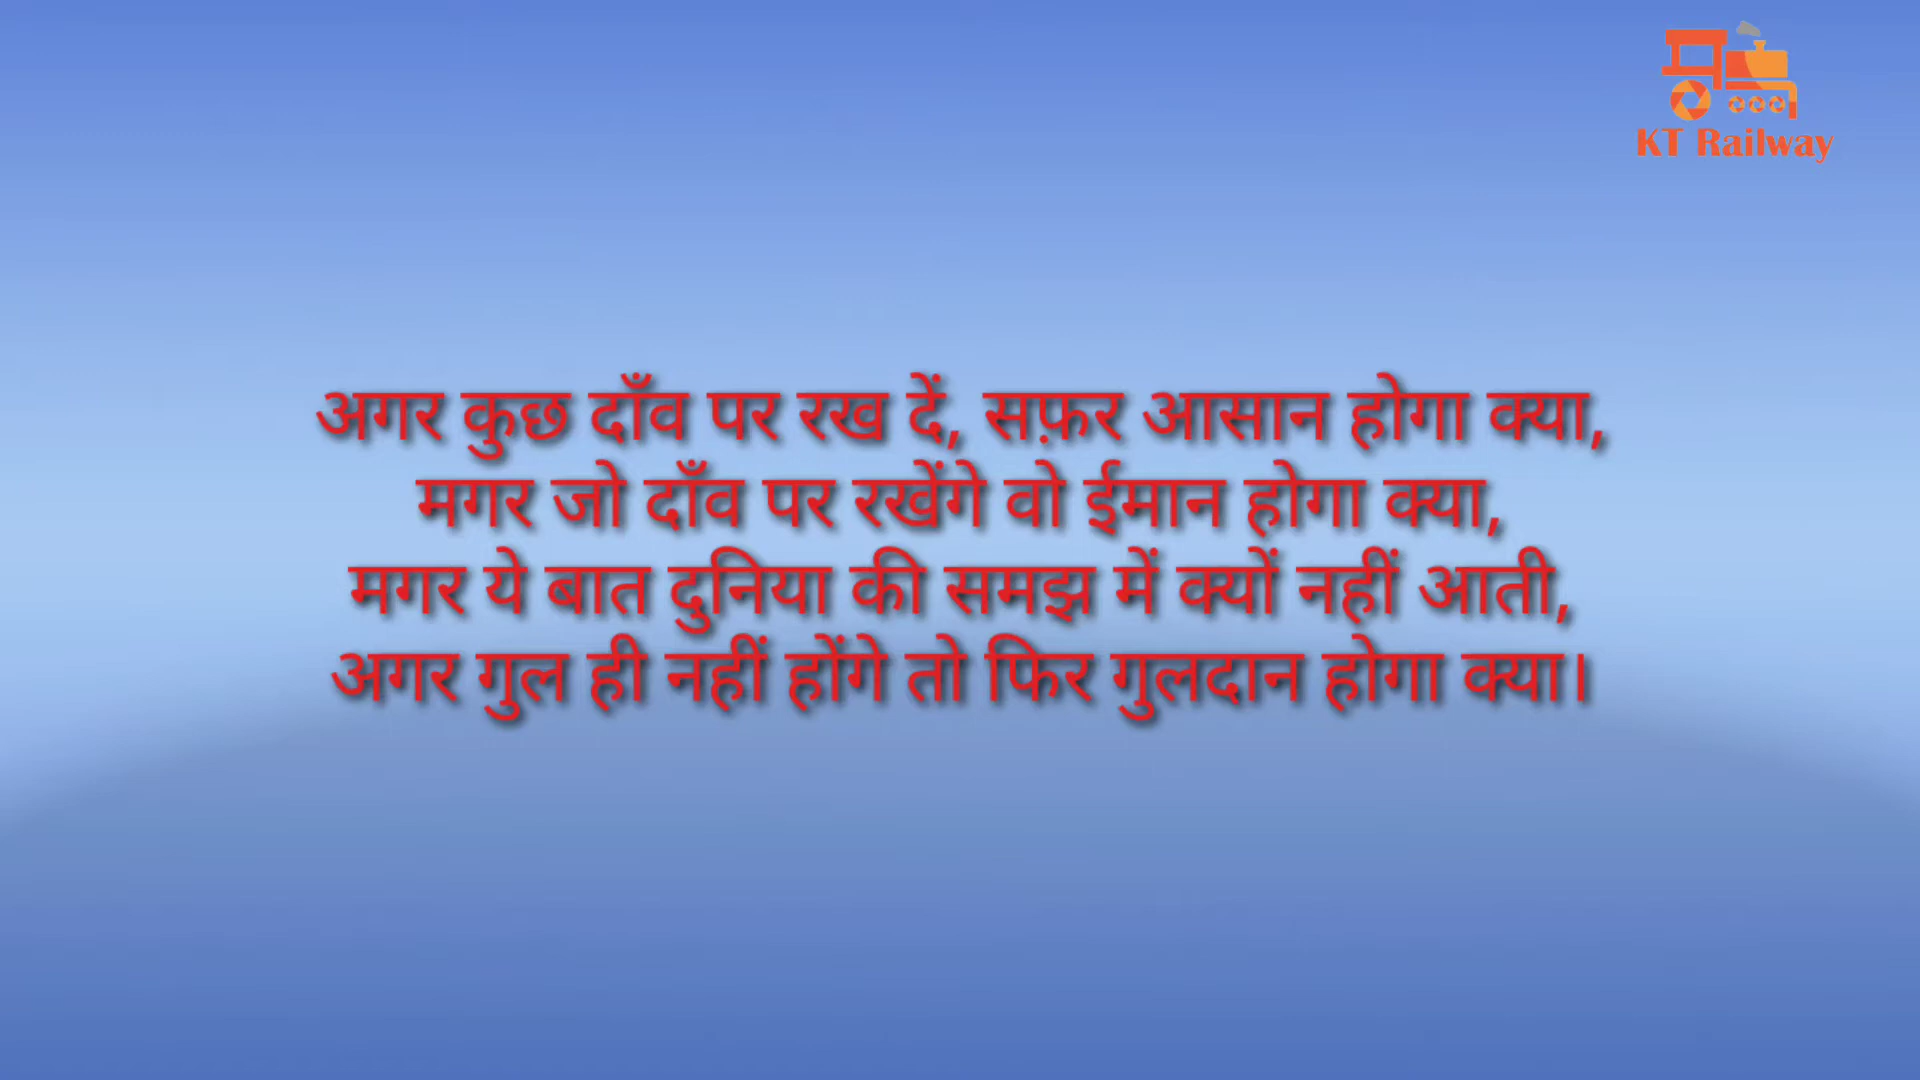 KT Railway
अगर कुछ दाँव पर रख दें, सफ़र आसान होगा क्या,
मगर जो दाँव पर रखेंगे वो ईमान होगा क्या,
मगर ये बात दुनिया की समझ में क्यों नहीं आती,
अगर गुल ही नहीं होंगे तो फिर गुलदान होगा क्या।